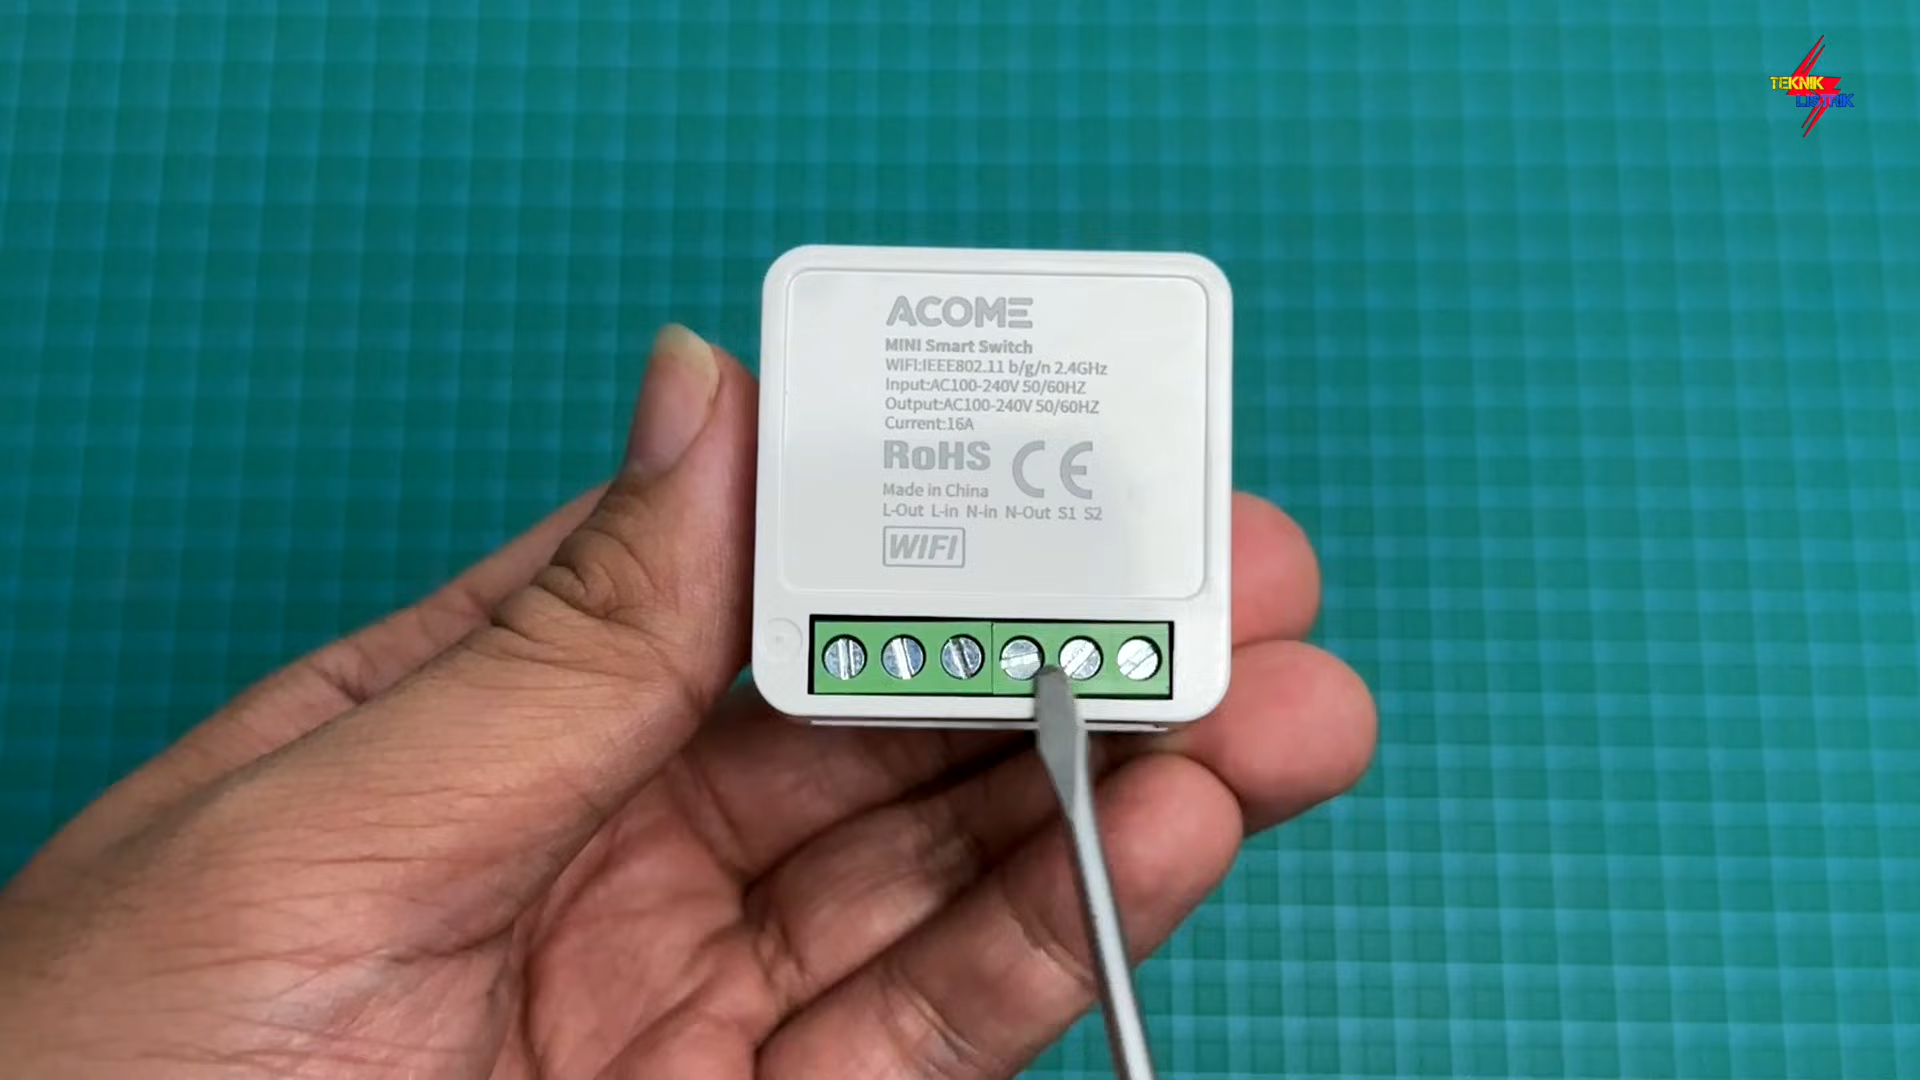 TEKNIK
LISTRIK
ACOME
MINI Smart Switch
WIFI:IEEE802.11 b/g/n 2.4GHz
Input:AC100-240V 50/60HZ
Output:AC100-240V 50/60HZ
Current:16A
RoHS CE
Made in China
L-Out L-in N-in N-Out S1 S2
WIFI